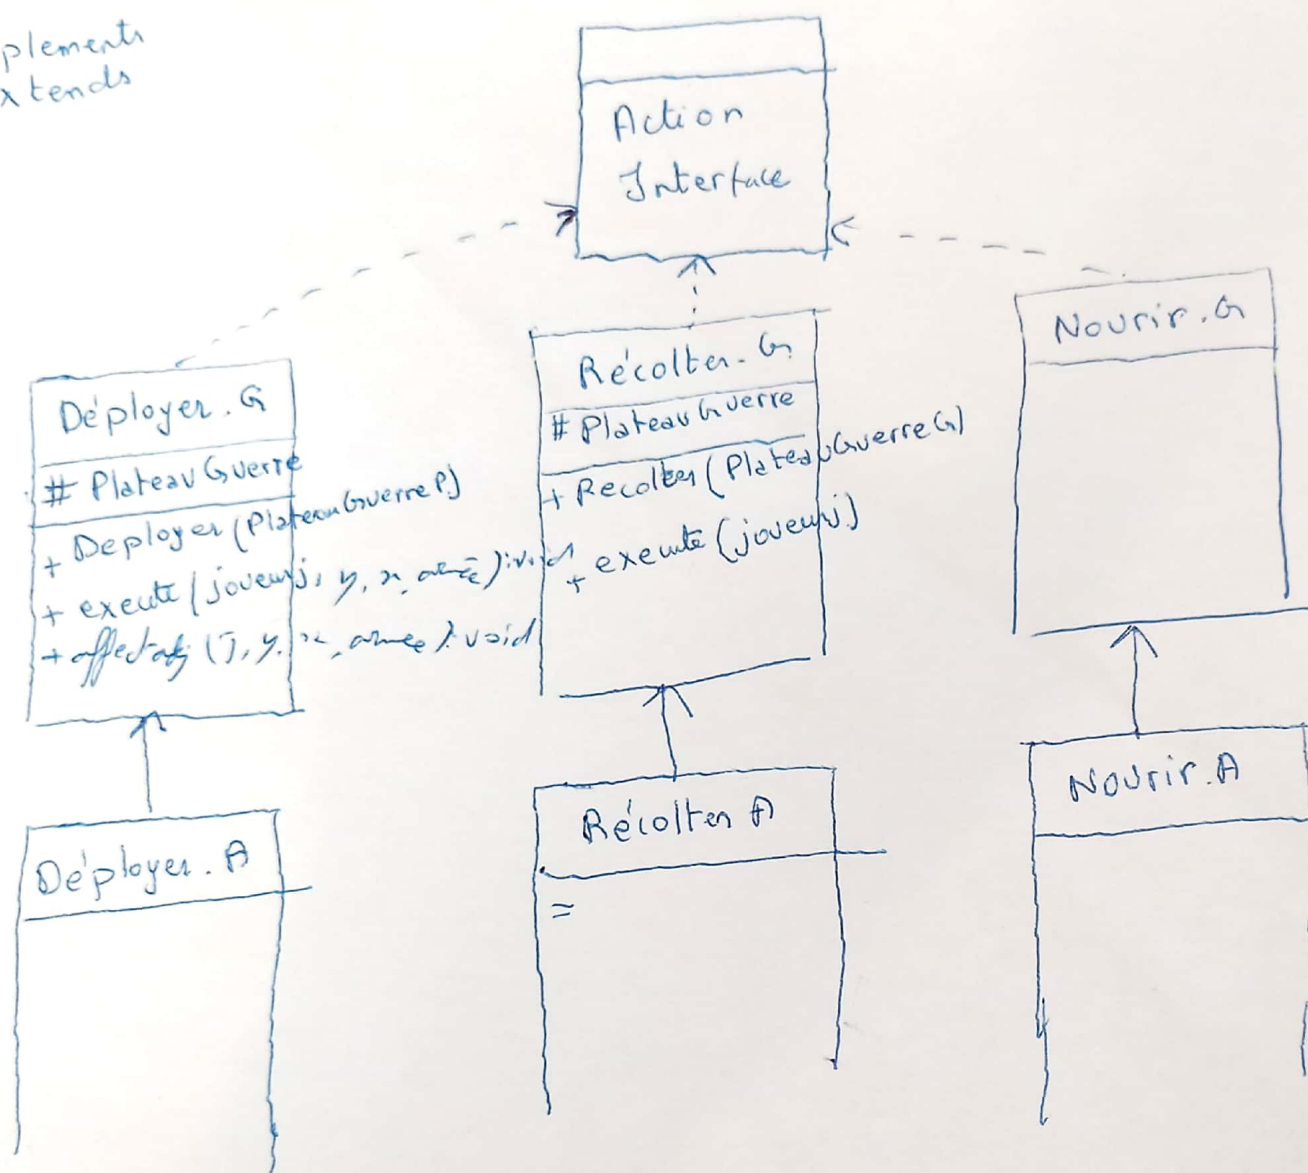 plements
xtends
Action
Interface
Déployer.G
# PlateauGuerre
+ Deployer (PlateauGuerre P)
+ execute (joueur j, y, x, armée) : void
+ (j, y, x, armee) : void
Récolter.G
# PlateauGuerre
+ Recolter (PlateauGuerre G)
+ execute (joueur j)
Nourir.G
Déployer.A
Récolter A
=
Nourir.A